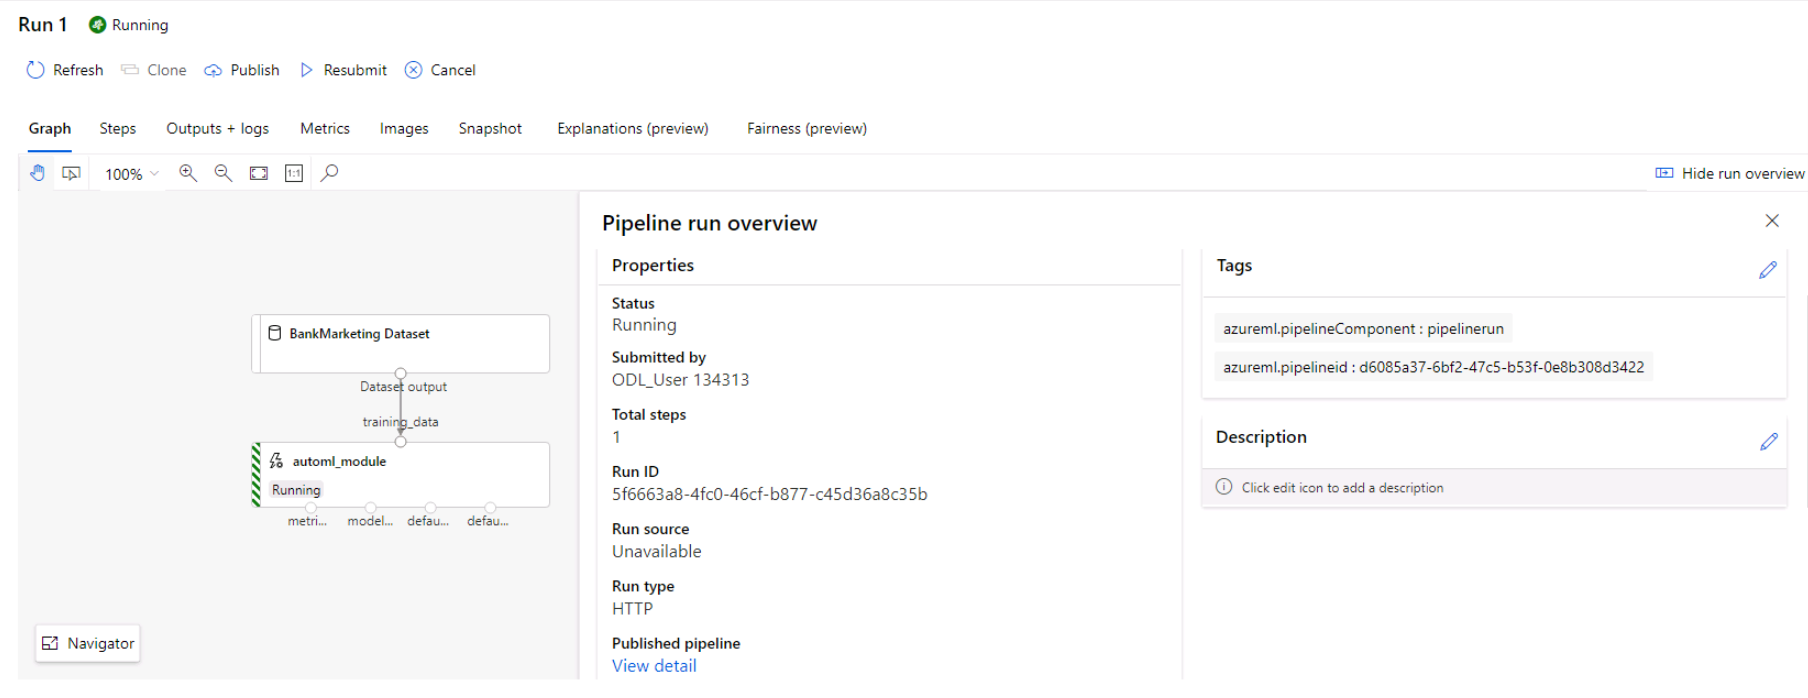 Run 1 Running
Refresh Clone Publish Resubmit Cancel
Graph Steps Outputs + logs Metrics Images Snapshot Explanations (preview) Fairness (preview)
100% 1:1 Hide run overview
BankMarketing Dataset
Dataset output
training_data
automl_module
Running
metri... model... defau... defau...
Navigator
Pipeline run overview
Properties
Status
Running
Submitted by
ODL_User 134313
Total steps
1
Run ID
5f6663a8-4fc0-46cf-b877-c45d36a8c35b
Run source
Unavailable
Run type
HTTP
Published pipeline
View detail
Tags
azureml.pipelineComponent : pipelinerun
azureml.pipelineid : d6085a37-6bf2-47c5-b53f-0e8b308d3422
Description
Click edit icon to add a description